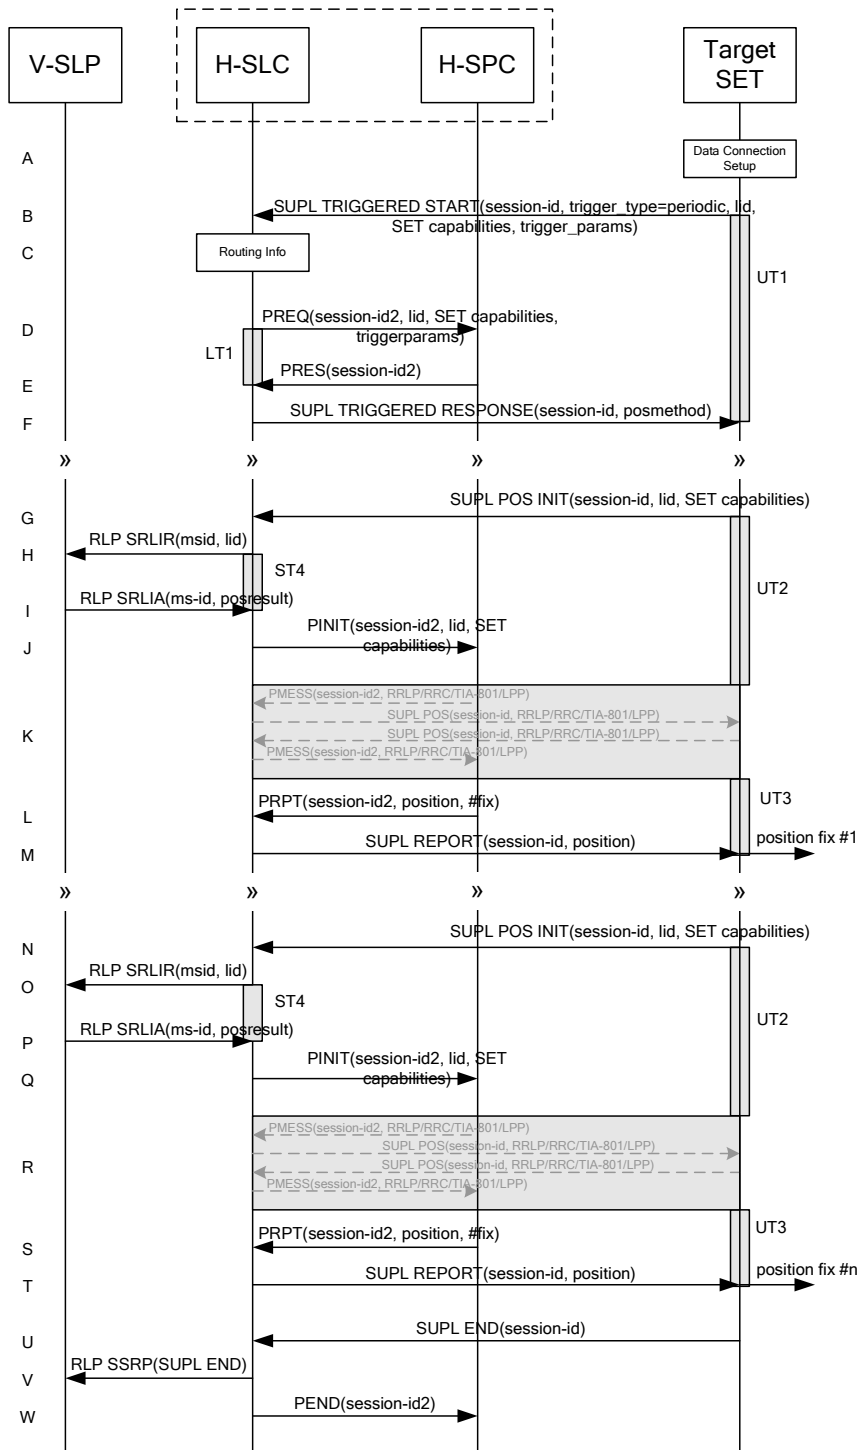 V-SLP
H-SLC
H-SPC
Target
SET
A
Data Connection
Setup
B
SUPL TRIGGERED START(session-id, trigger_type=periodic, lid,
SET capabilities, trigger_params)
C
Routing Info
UT1
D
PREQ(session-id2, lid, SET capabilities,
triggerparams)
LT1
E
PRES(session-id2)
F
SUPL TRIGGERED RESPONSE(session-id, posmethod)
» » » »
G
SUPL POS INIT(session-id, lid, SET capabilities)
H
RLP SRLIR(msid, lid)
ST4
UT2
I
RLP SRLIA(ms-id, posresult)
J
PINIT(session-id2, lid, SET
capabilities)
PMESS(session-id2, RRLP/RRC/TIA-801/LPP)
SUPL POS(session-id, RRLP/RRC/TIA-801/LPP)
K
SUPL POS(session-id, RRLP/RRC/TIA-801/LPP)
PMESS(session-id2, RRLP/RRC/TIA-801/LPP)
UT3
L
PRPT(session-id2, position, #fix)
M
SUPL REPORT(session-id, position)
position fix #1
» » » »
N
SUPL POS INIT(session-id, lid, SET capabilities)
O
RLP SRLIR(msid, lid)
ST4
UT2
P
RLP SRLIA(ms-id, posresult)
Q
PINIT(session-id2, lid, SET
capabilities)
PMESS(session-id2, RRLP/RRC/TIA-801/LPP)
SUPL POS(session-id, RRLP/RRC/TIA-801/LPP)
R
SUPL POS(session-id, RRLP/RRC/TIA-801/LPP)
PMESS(session-id2, RRLP/RRC/TIA-801/LPP)
UT3
S
PRPT(session-id2, position, #fix)
T
SUPL REPORT(session-id, position)
position fix #n
U
SUPL END(session-id)
V
RLP SSRP(SUPL END)
W
PEND(session-id2)